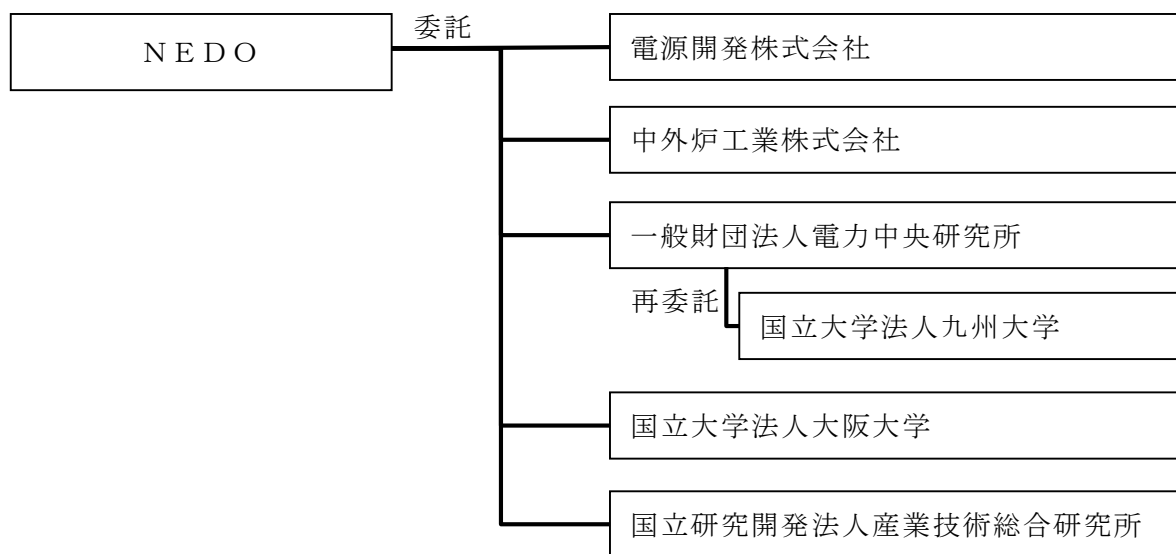 ＮＥＤＯ
委託
電源開発株式会社
中外炉工業株式会社
一般財団法人電力中央研究所
再委託
国立大学法人九州大学
国立大学法人大阪大学
国立研究開発法人産業技術総合研究所